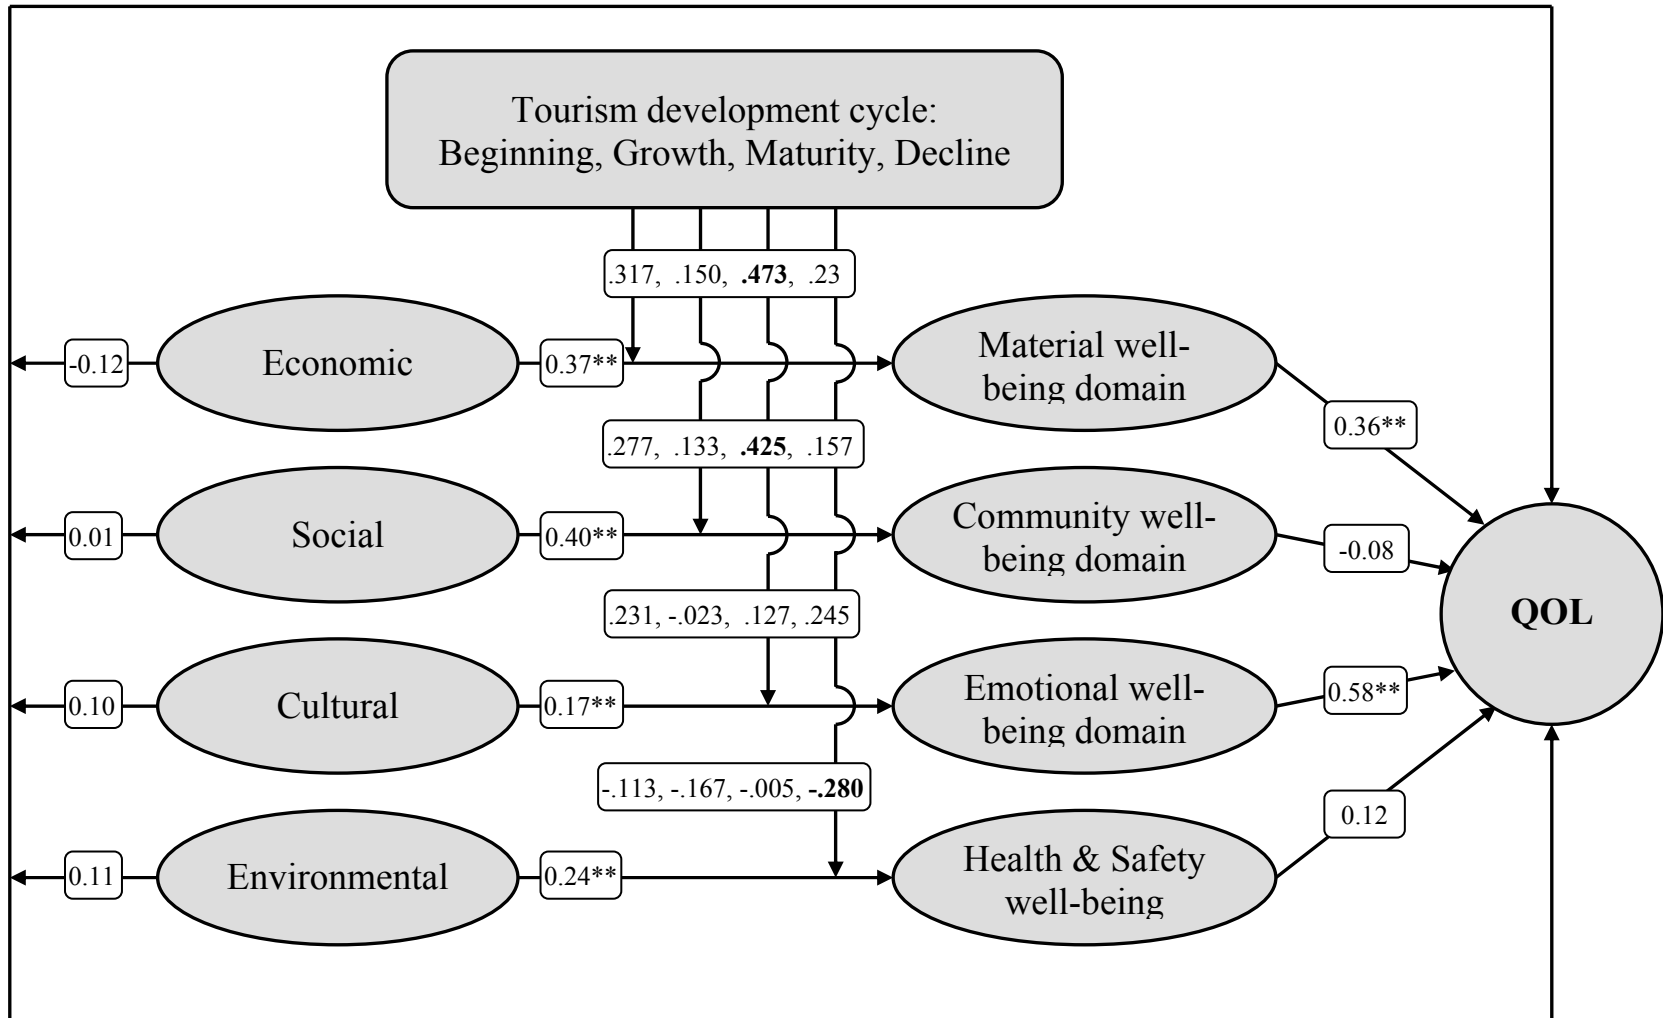 Tourism development cycle:
Beginning, Growth, Maturity, Decline
.317, .150, .473, .23
-0.12
Economic
0.37**
Material well-
being domain
0.36**
.277, .133, .425, .157
0.01
Social
0.40**
Community well-
being domain
-0.08
QOL
.231, -.023, .127, .245
0.10
Cultural
0.17**
Emotional well-
being domain
0.58**
-.113, -.167, -.005, -.280
0.11
Environmental
0.24**
Health & Safety
well-being
0.12